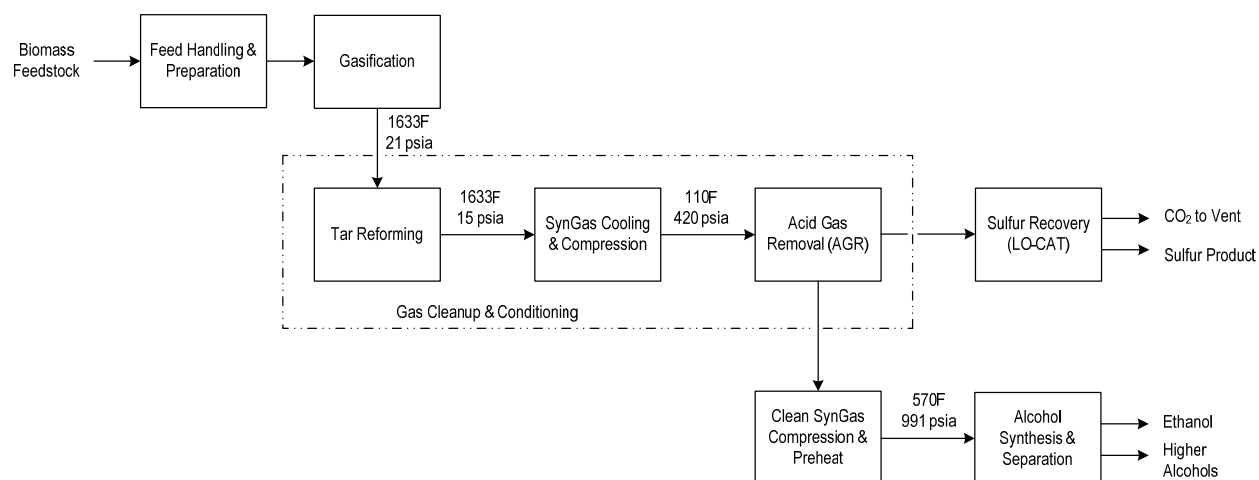 Biomass
Feedstock
Feed Handling &
Preparation
Gasification
1633F
21 psia
Tar Reforming
1633F
15 psia
SynGas Cooling
& Compression
110F
420 psia
Acid Gas
Removal (AGR)
Sulfur Recovery
(LO-CAT)
CO₂ to Vent
Sulfur Product
Gas Cleanup & Conditioning
Clean SynGas
Compression &
Preheat
570F
991 psia
Alcohol
Synthesis &
Separation
Ethanol
Higher
Alcohols